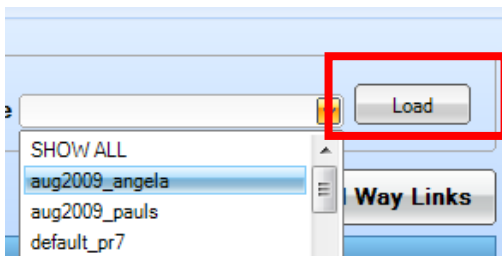 e
Load
SHOW ALL
aug2009_angela
Way Links
aug2009_pauls
default_pr7